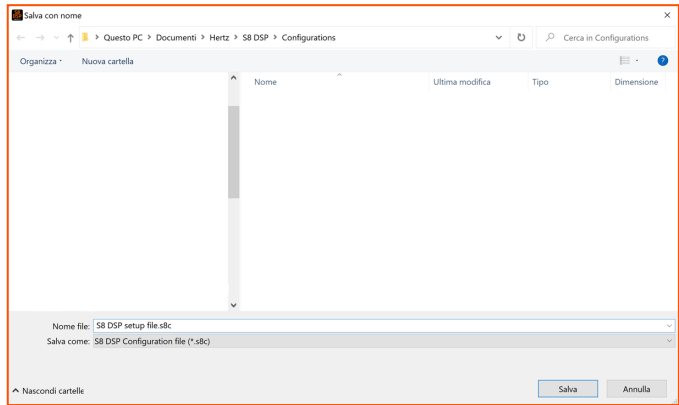 Salva con nome
Questo PC > Documenti > Hertz > S8 DSP > Configurations
Cerca in Configurations
Organizza
Nuova cartella
Nome Ultima modifica Tipo Dimensione
Nome file: S8 DSP setup file.s8c
Salva come: S8 DSP Configuration file (*.s8c)
Nascondi cartelle
Salva
Annulla